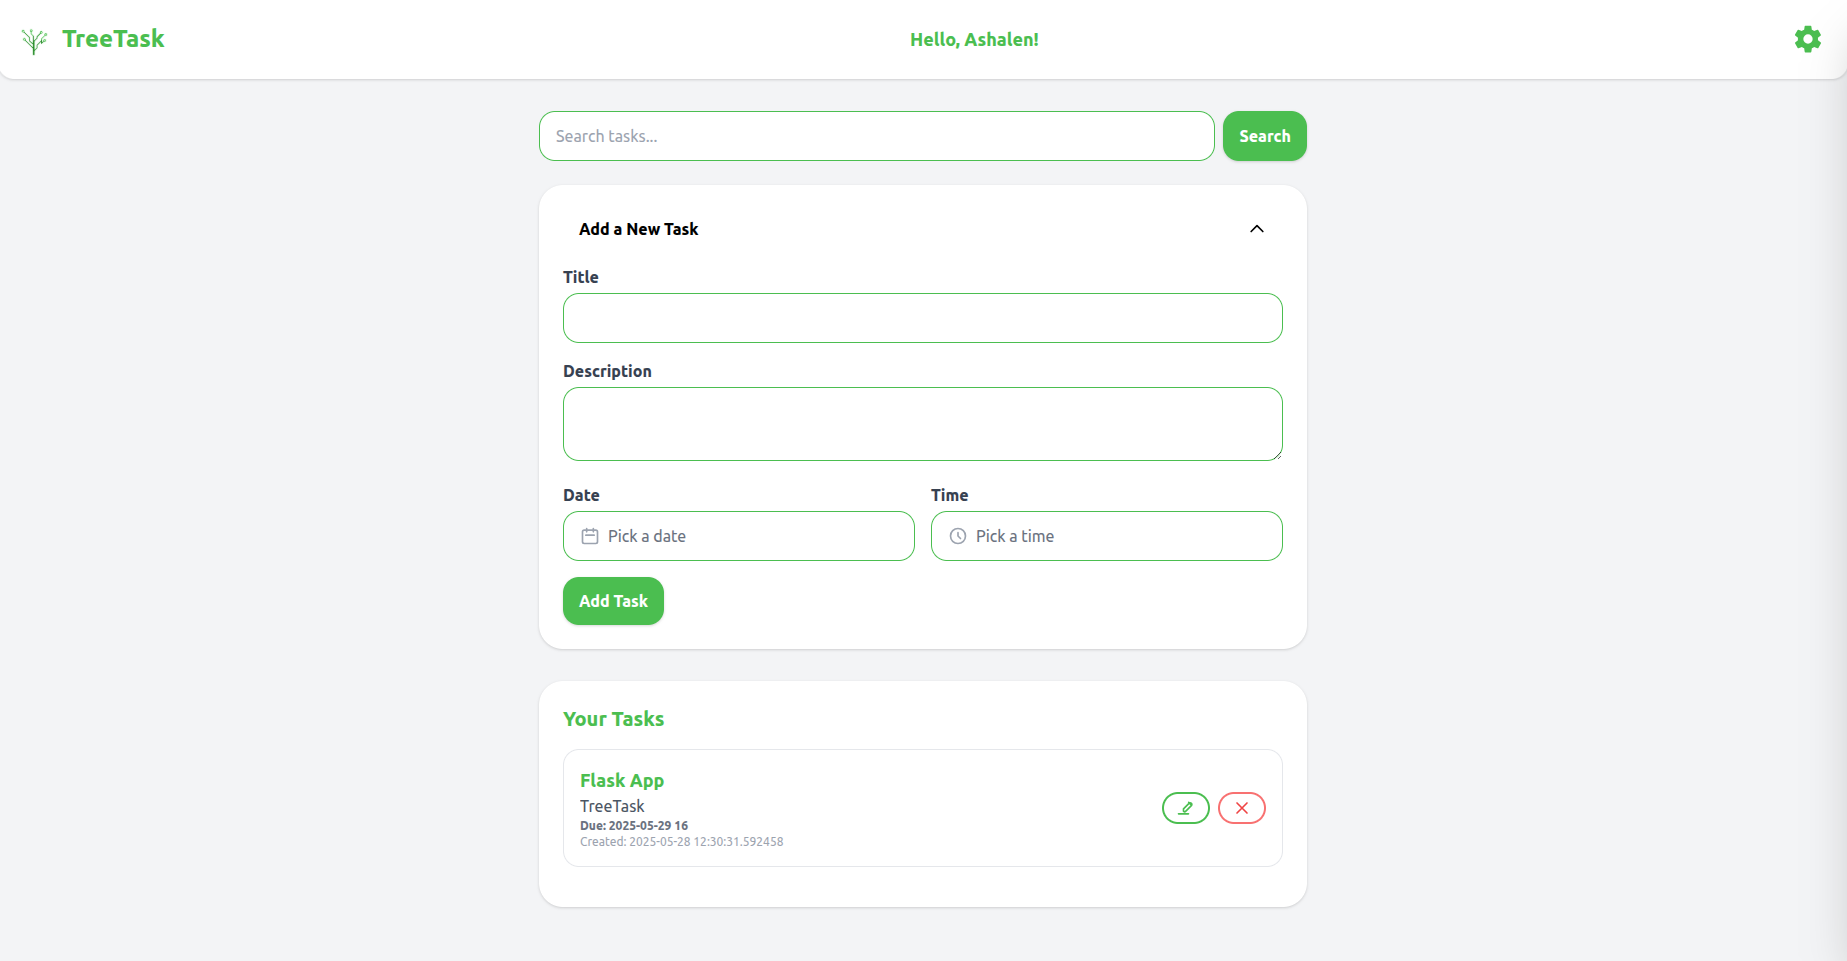 TreeTask
Hello, Ashalen!
Search tasks...
Search
Add a New Task
Title
Description
Date
Time
Pick a date
Pick a time
Add Task
Your Tasks
Flask App
TreeTask
Due: 2025-05-29 16
Created: 2025-05-28 12:30:31.592458